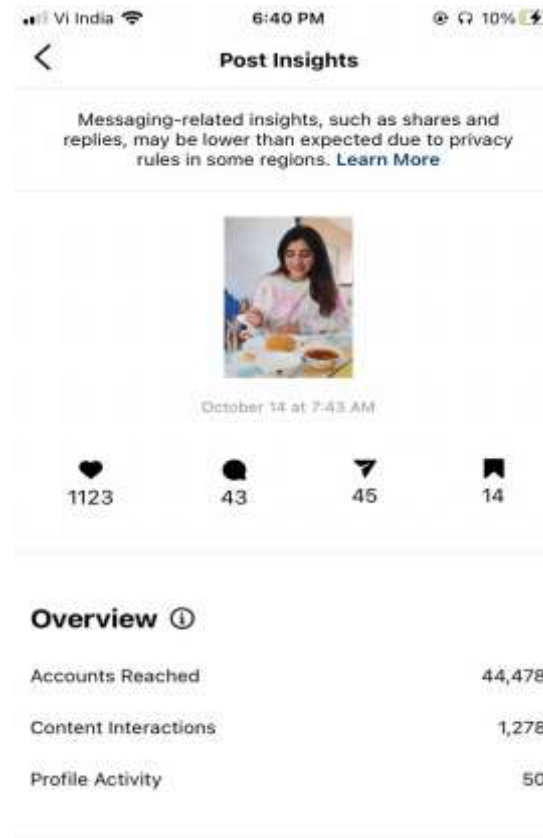 Vi India 6:40 PM 10%
Post Insights
Messaging-related insights, such as shares and
replies, may be lower than expected due to privacy
rules in some regions. Learn More
October 14 at 7:43 AM
1123 43 45 14
Overview
Accounts Reached 44,478
Content Interactions 1,278
Profile Activity 50